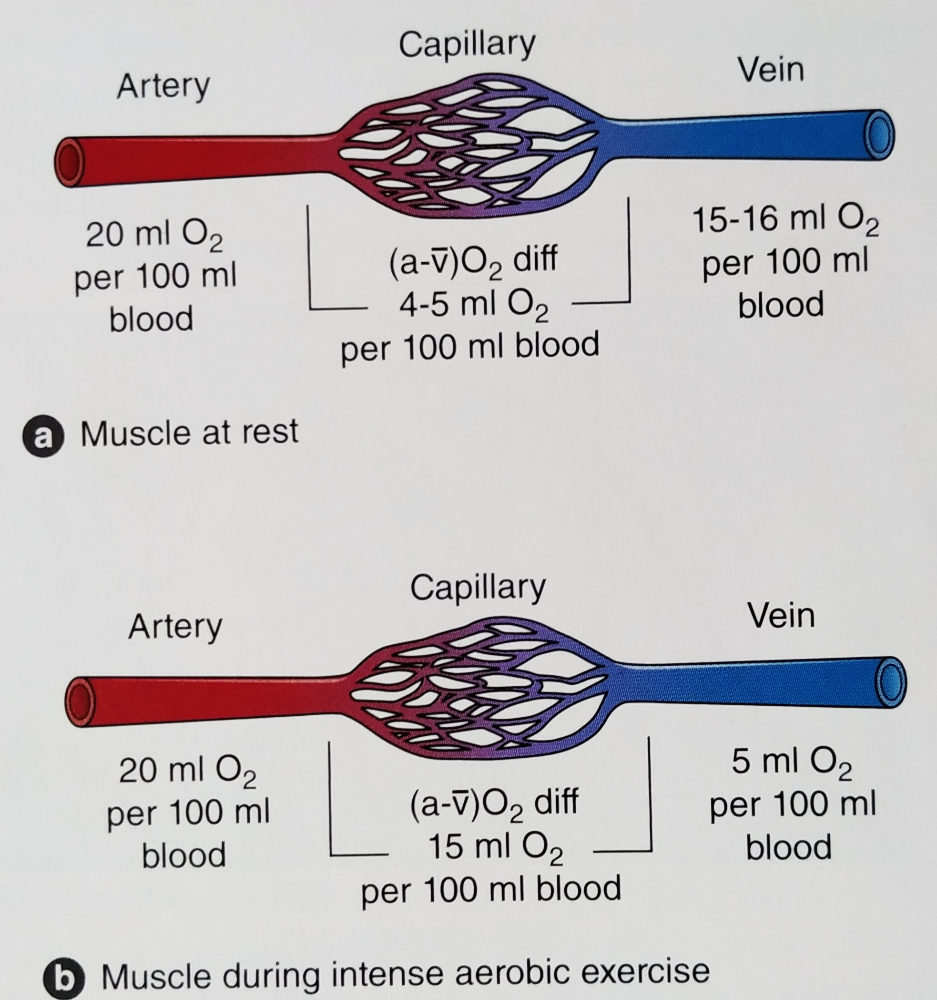 Capillary
Artery
Vein
20 ml O₂
per 100 ml
blood
(a-v̅)O₂ diff
4-5 ml O₂
per 100 ml blood
15-16 ml O₂
per 100 ml
blood
a Muscle at rest
Capillary
Artery
Vein
20 ml O₂
per 100 ml
blood
(a-v̅)O₂ diff
15 ml O₂
per 100 ml blood
5 ml O₂
per 100 ml
blood
b Muscle during intense aerobic exercise